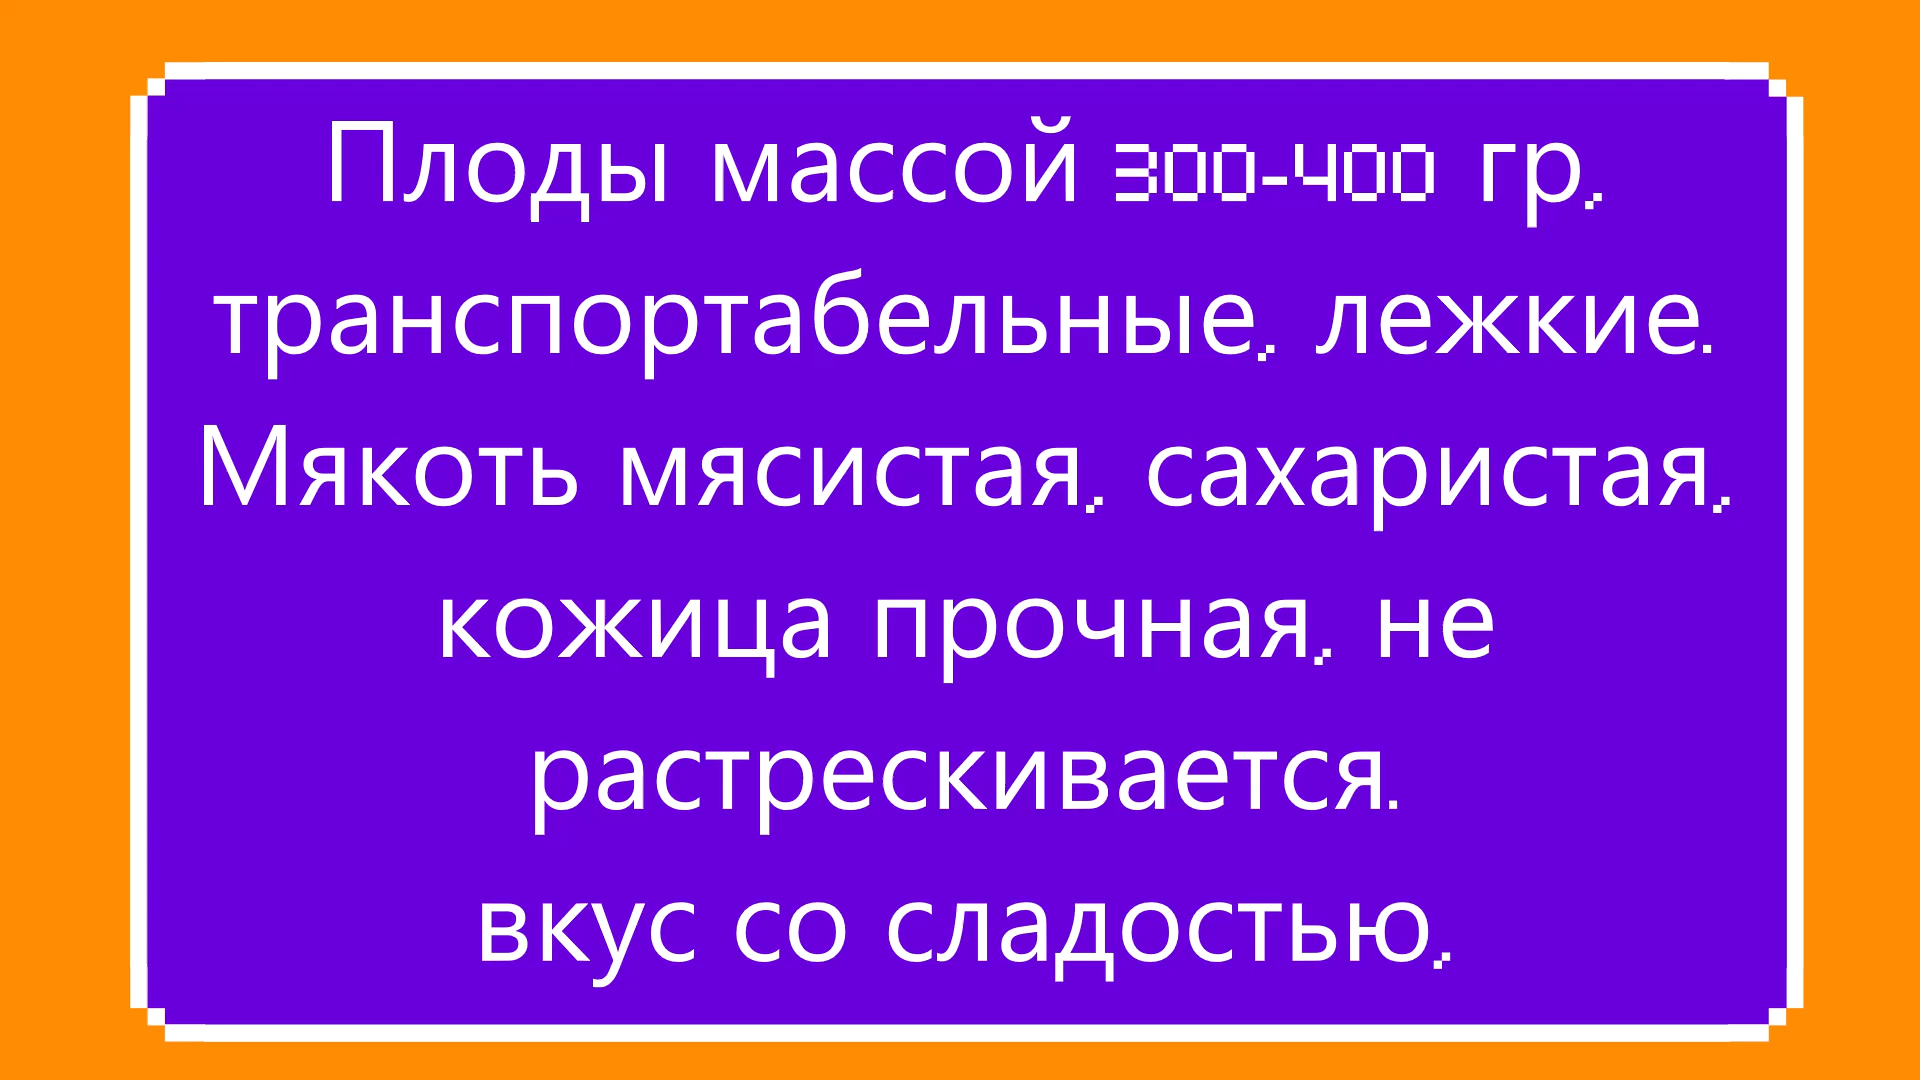 Плоды массой 300-400 гр,
транспортабельные, лежкие.
Мякоть мясистая, сахаристая,
кожица прочная, не
растрескивается.
вкус со сладостью,